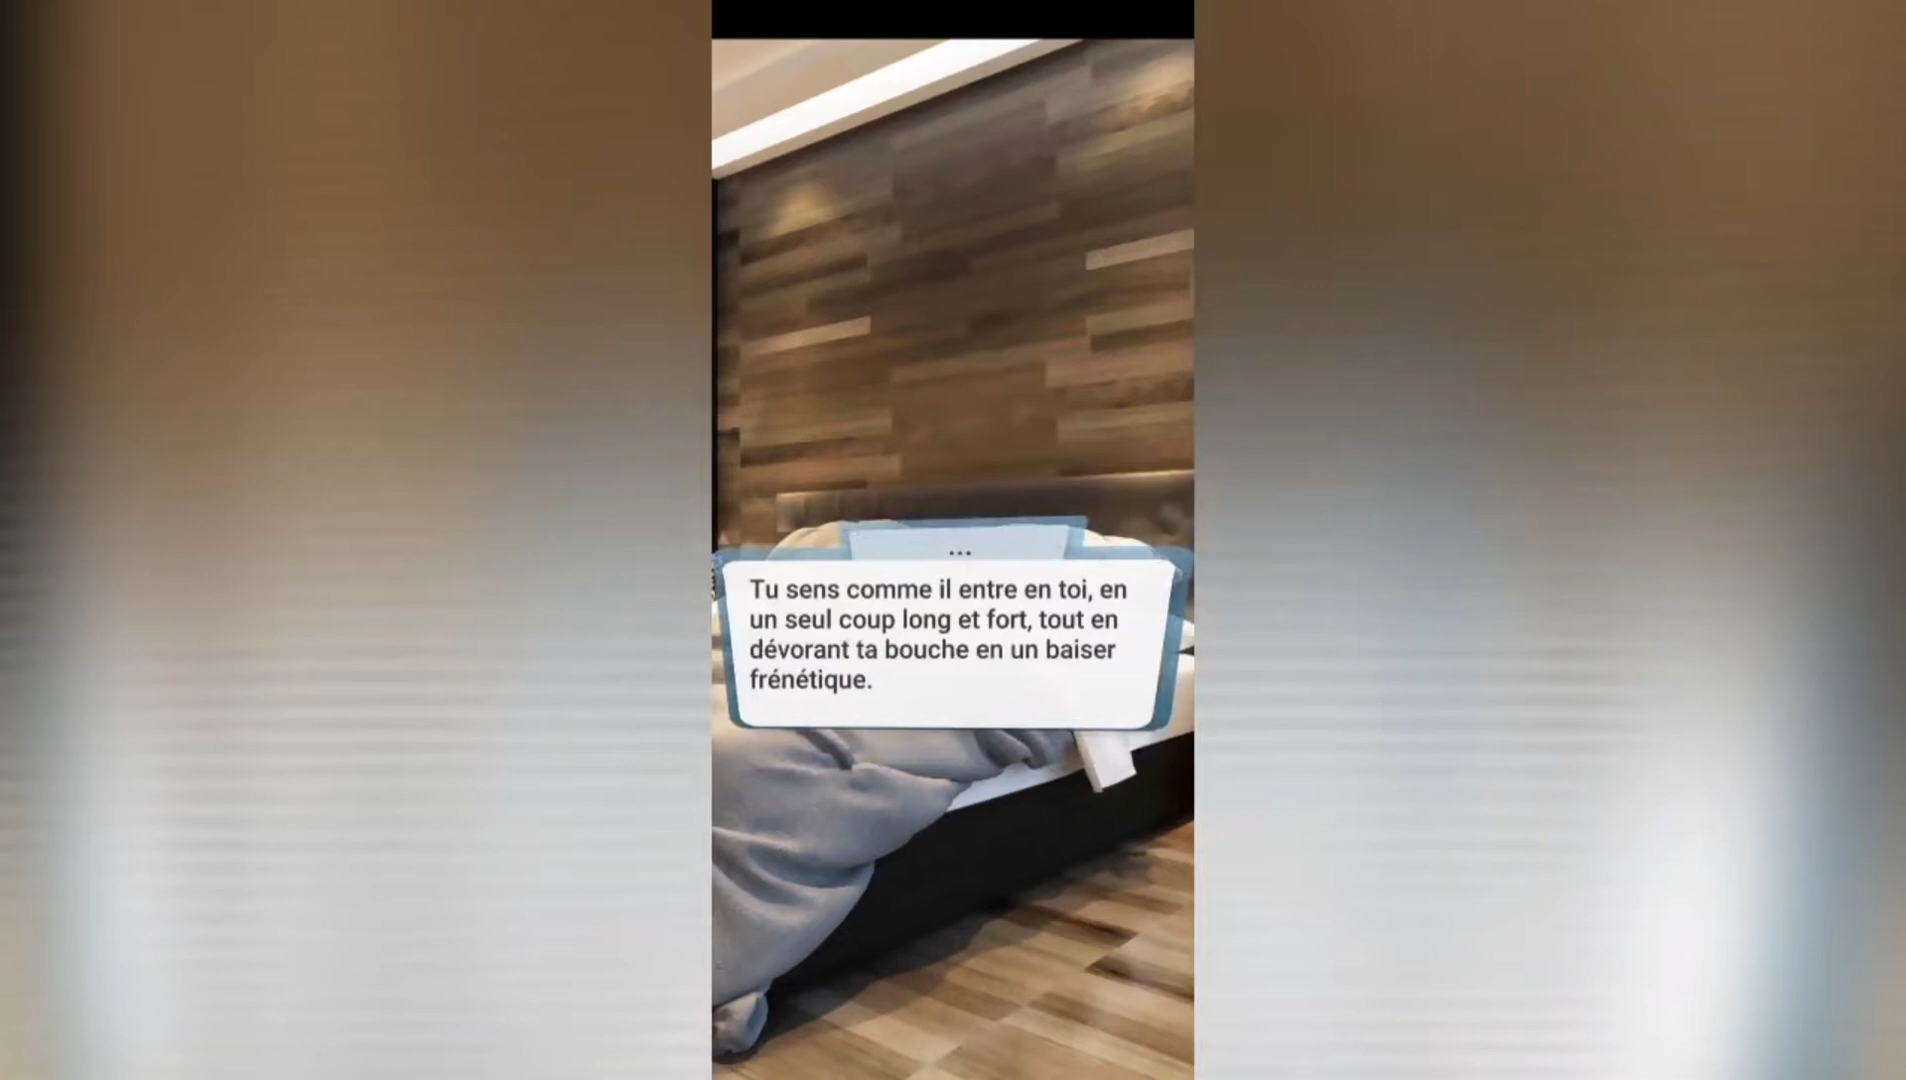 ...
Tu sens comme il entre en toi, en
un seul coup long et fort, tout en
dévorant ta bouche en un baiser
frénétique.